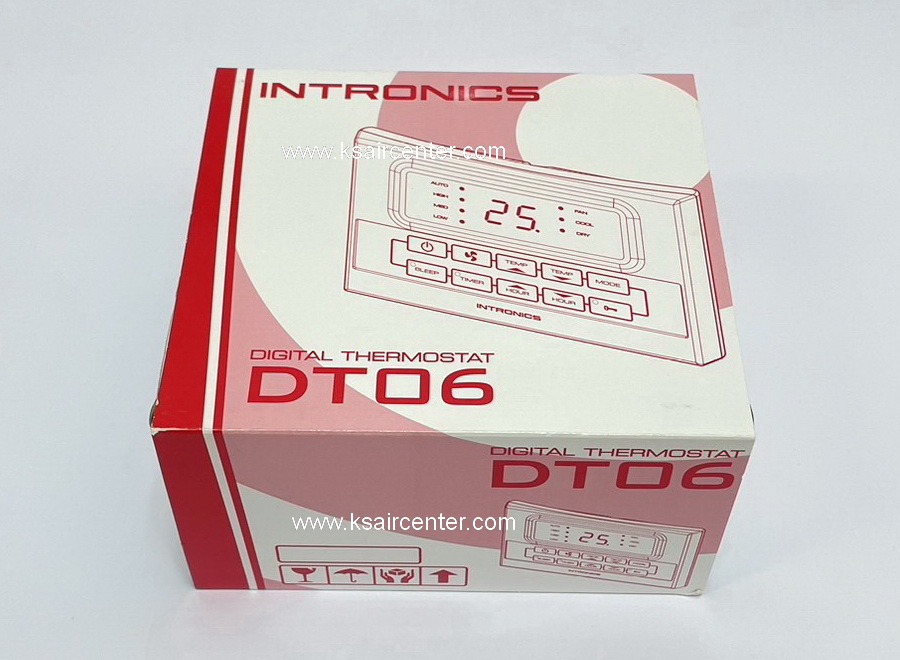 INTRONICS
www.ksaircenter.com
AUTO
HIGH
MED
LOW
25.
FAN
COOL
DRY
TEMP
TEMP
MODE
SLEEP
TIMER
HOUR
HOUR
INTRONICS
DIGITAL THERMOSTAT
DT06
DIGITAL THERMOSTAT
DT06
www.ksaircenter.com
25.